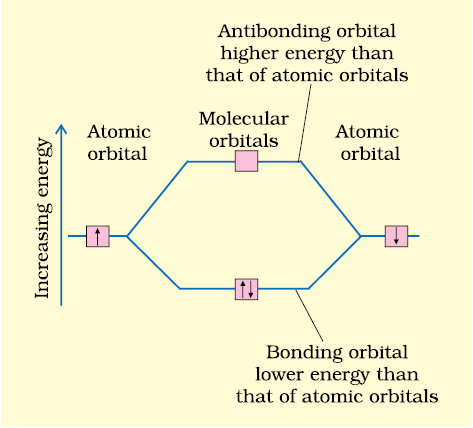 Antibonding orbital
higher energy than
that of atomic orbitals
Molecular
orbitals
Atomic
orbital
Atomic
orbital
Increasing energy
Bonding orbital
lower energy than
that of atomic orbitals